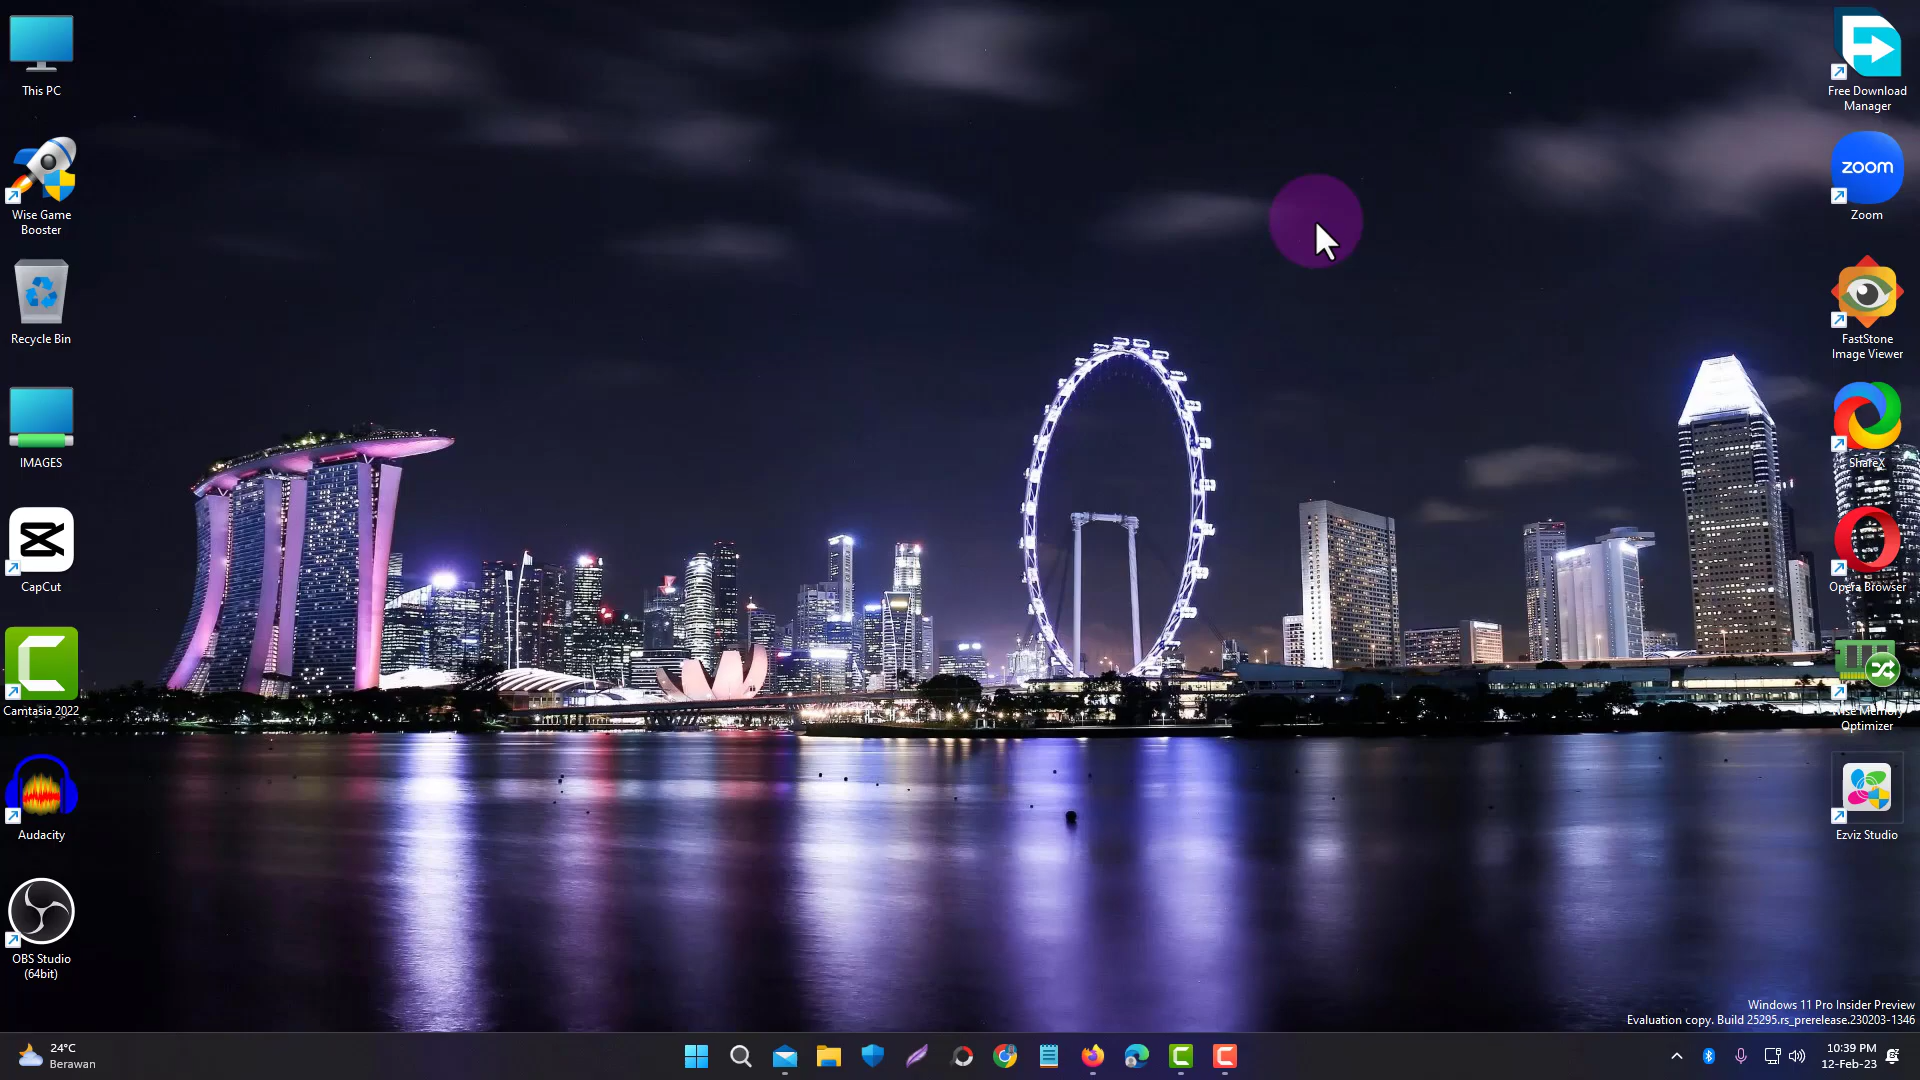 This PC
Wise Game
Booster
Recycle Bin
IMAGES
CapCut
Camtasia 2022
Audacity
OBS Studio
(64bit)
Free Download
Manager
zoom
Zoom
FastStone
Image Viewer
ShareX
Opera Browser
Wise Memory
Optimizer
Ezviz Studio
Windows 11 Pro Insider Preview
Evaluation copy. Build 25295.rs_prerelease.230203-1346
24°C
Berawan
10:39 PM
12-Feb-23